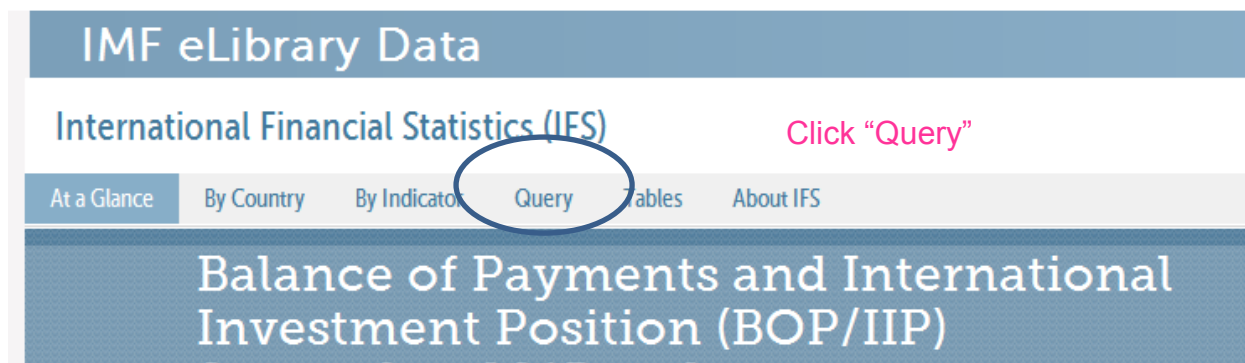 IMF eLibrary Data
International Financial Statistics (IFS)
Click “Query”
At a Glance By Country By Indicator Query Tables About IFS
Balance of Payments and International
Investment Position (BOP/IIP)